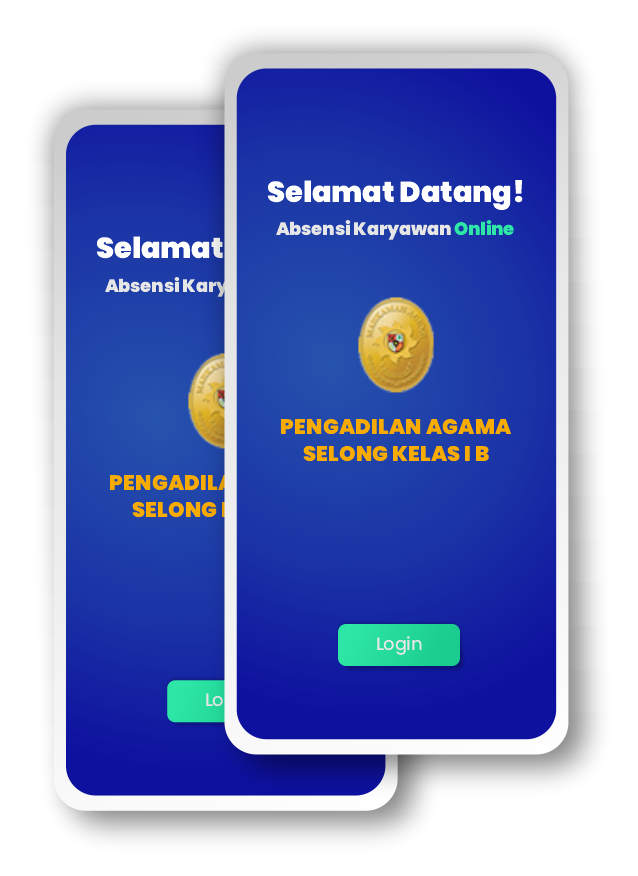 Selamat Datang!
Absensi Karyawan Online
PENGADILAN AGAMA
SELONG KELAS I B
Login
Selamat
Absensi Kary
PENGADILA
SELONG
Lo